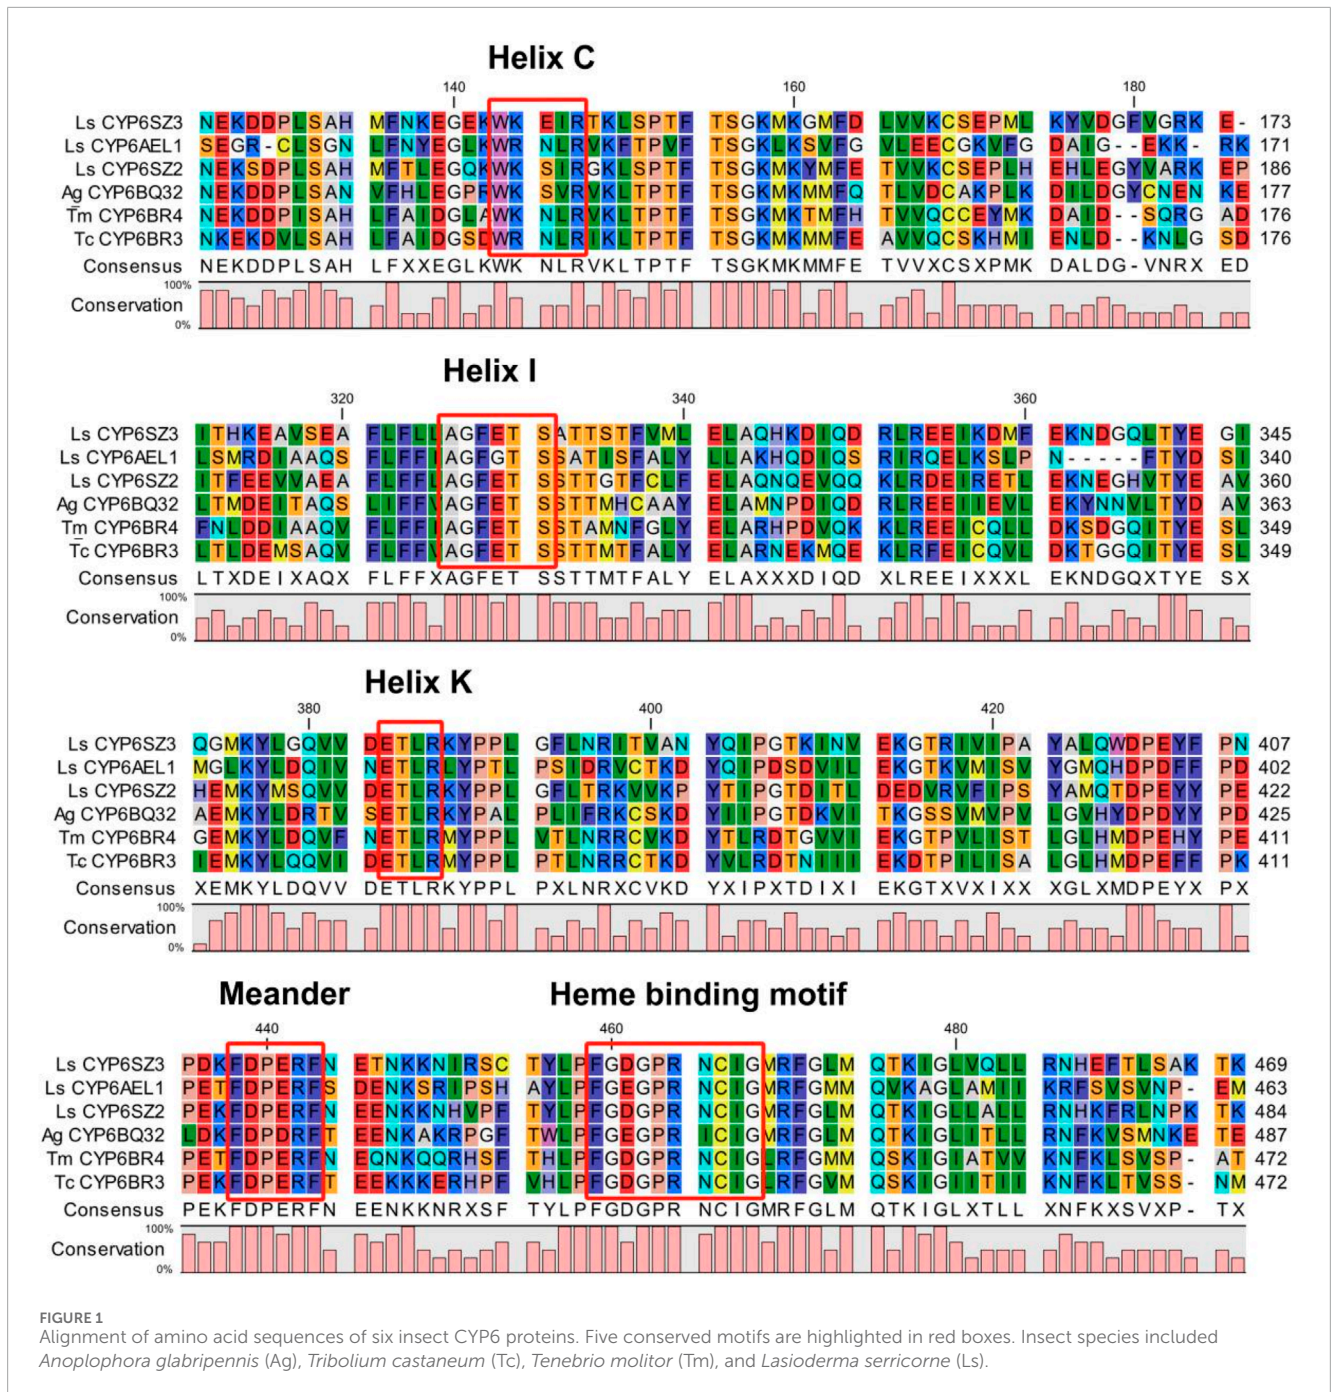 Helix C
140 160 180
Ls CYP6SZ3 NEKDDPLSAH MFNKEGEKWK EIRTKLSPTF TSGKMKGMFD LVVKCSEPML KYVDGFVGRK E- 173
Ls CYP6AEL1 SEGR-CLSGN LFNYEGLKWR NLRVKFTPVF TSGKLKSVFG VLEECGKVFG DAIG--EKK- RK 171
Ls CYP6SZ2 NEKSDPLSAH MFTLEGQKWK SIRGKLSPTF TSGKMKYMFE TVVKCSEPLH EHLEGYVARK EP 186
Ag CYP6BQ32 NEKDDPLSAN VFHLEGPRWK SVRVKLTPTF TSGKMKMMFQ TLVDCAKPLK DILDGYCNEN KE 177
Tm CYP6BR4 NEKDDPISAH LFAIDGLAWK NLRVKLTPTF TSGKMKTMFH TVVQCCEYMK DAID--SQRG AD 176
Tc CYP6BR3 NKEKDVLSAH LFAIDGSDWR NLRIKLTPTF TSGKMKMMFE AVVQCSKHMI ENLD--KNLG SD 176
Consensus NEKDDPLSAH LFXXEGLKWK NLRVKLTPTF TSGKMKMMFE TVVXCSXPMK DALDG-VNRX ED
100%
Conservation
0%
Helix I
320 340 360
Ls CYP6SZ3 ITHKEAVSEA FLFLLAGFET SATTSTFVML ELAQHKDIQD RLREEIKDMF EKNDGQLTYE GI 345
Ls CYP6AEL1 LSMRDIAAQS FLFFIAGFGT SSATISFALY LLAKHQDIQS RIRQELKSLP N-----FTYD SI 340
Ls CYP6SZ2 ITFEEVVAEA FLFFLAGFET SSTTGTFCLF ELAQNQEVQQ KLRDEIRETL EKNEGHVTYE AV 360
Ag CYP6BQ32 LTMDEITAQS LIFFVAGFET SSTTMHCAAY ELAMNPDIQD RLREEIIEVL EKYNNVLTYD AV 363
Tm CYP6BR4 FNLDDIAAQV FLFFIAGFET SSTAMNFGLY ELARHPDVQK KLREEICQLL DKSDGQITYE SL 349
Tc CYP6BR3 LTLDEMSAQV FLFFVAGFET SSTTMTFALY ELARNEKMQE KLRFEICQVL DKTGGQITYE SL 349
Consensus LTXDEIXAQX FLFFXAGFET SSTTMTFALY ELAXXXDIQD XLREEIXXXL EKNDGQXTYE SX
100%
Conservation
0%
Helix K
380 400 420
Ls CYP6SZ3 QGMKYLGQVV DETLRKYPPL GFLNRITVAN YQIPGTKINV EKGTRIVIPA YALQWDPEYF PN 407
Ls CYP6AEL1 MGLKYLDQIV NETLRLYPTL PSIDRVCTKD YQIPDSDVIL EKGTKVMISV YGMQHDPDFF PD 402
Ls CYP6SZ2 HEMKYMSQVV DETLRKYPPL GFLTRKVVKP YTIPGTDITL DEDVRVFIPS YAMQTDPEYY PE 422
Ag CYP6BQ32 AEMKYLDRTV SETLRKYPAL PLIFRKCSKD YIIPGTDKVI TKGSSVMVPV LGVHYDPDYY PE 425
Tm CYP6BR4 GEMKYLDQVF NETLRMYPPL VTLNRRCVKD YTLRDTGVVI EKGTPVLIST LGLHMDPEHY PE 411
Tc CYP6BR3 IEMKYLQQVI DETLRMYPPL PTLNRRCTKD YVLRDTNIII EKDTPILISA LGLHMDPEFF PK 411
Consensus XEMKYLDQVV DETLRKYPPL PXLNRXCVKD YXIPXTDIXI EKGTXVXIXX XGLXMDPEYX PX
100%
Conservation
0%
Meander Heme binding motif
440 460 480
Ls CYP6SZ3 PDKFDPERFN ETNKKNIRSC TYLPFGDGPR NCIGMRFGLM QTKIGLVQLL RNHEFTLSAK TK 469
Ls CYP6AEL1 PETFDPERFS DENKSRIPSH AYLPFGEGPR NCIGMRFGMM QVKAGLAMII KRFSVSVNP- EM 463
Ls CYP6SZ2 PEKFDPERFN EENKKNHVPF TYLPFGDGPR NCIGMRFGLM QTKIGLLALL RNHKFRLNPK TK 484
Ag CYP6BQ32 LDKFDPDRFT EENKAKRPGF TWLPFGEGPR ICIGMRFGLM QTKIGLITLL RNFKVSMNKE TE 487
Tm CYP6BR4 PETFDPERFN EQNKQQRHSF THLPFGDGPR NCIGLRFGMM QSKIGIATVV KNFKLSVSP- AT 472
Tc CYP6BR3 PEKFDPERFT EEKKKERHPF VHLPFGDGPR NCIGLRFGVM QSKIGIITII KNFKLTVSS- NM 472
Consensus PEKFDPERFN EENKKNRXSF TYLPFGDGPR NCIGMRFGLM QTKIGLXTLL XNFKXSVXP- TX
100%
Conservation
0%
FIGURE 1
Alignment of amino acid sequences of six insect CYP6 proteins. Five conserved motifs are highlighted in red boxes. Insect species included
Anoplophora glabripennis (Ag), Tribolium castaneum (Tc), Tenebrio molitor (Tm), and Lasioderma serricorne (Ls).